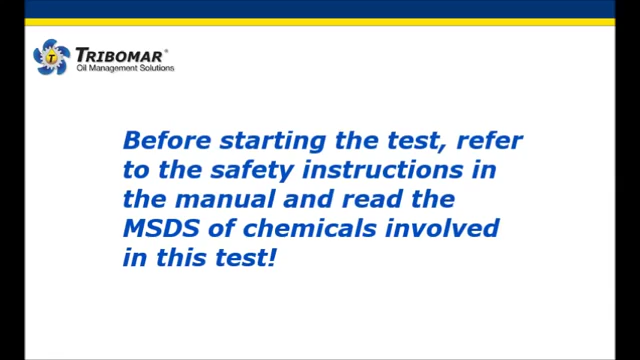 T
TRIBOMAR®
Oil Management Solutions
Before starting the test, refer
to the safety instructions in
the manual and read the
MSDS of chemicals involved
in this test!